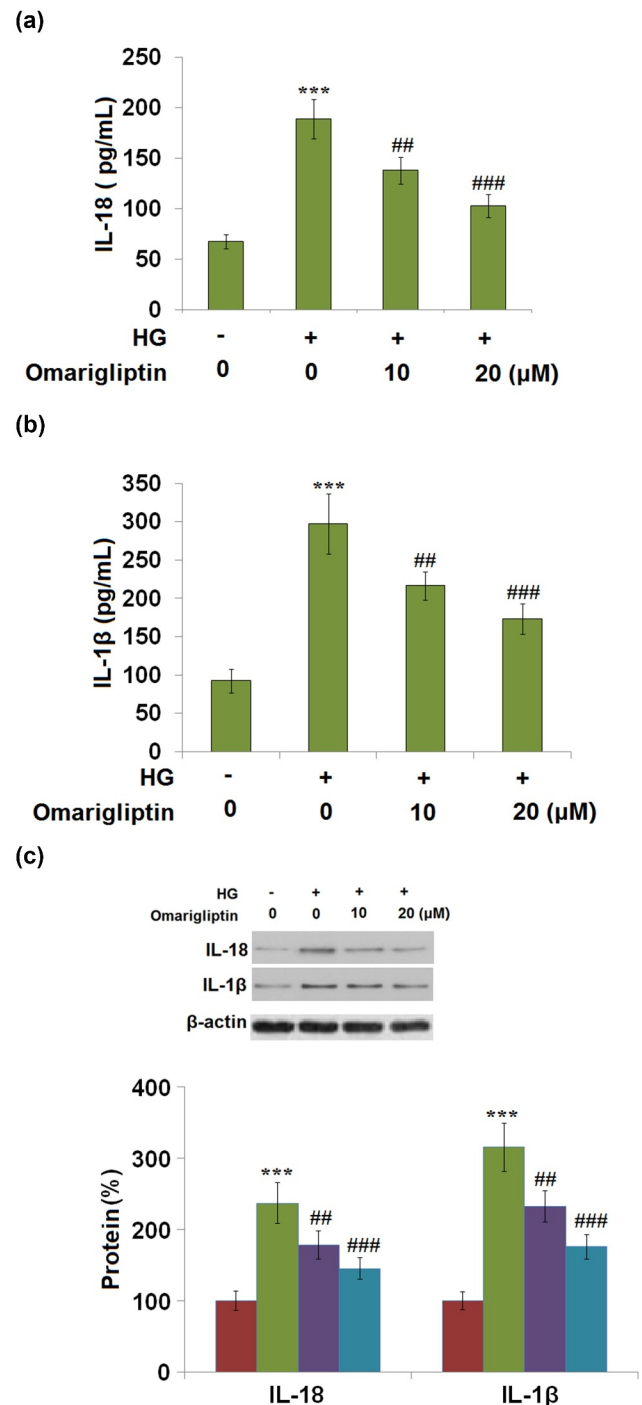 (a)
IL-18 ( pg/mL)
250
200
150
100
50
0
***
##
###
HG - + + +
Omarigliptin 0 0 10 20 (µM)
(b)
IL-1β (pg/mL)
350
300
250
200
150
100
50
0
***
##
###
HG - + + +
Omarigliptin 0 0 10 20 (µM)
(c)
HG - + + +
Omarigliptin 0 0 10 20 (µM)
IL-18
IL-1β
β-actin
Protein (%)
400
300
200
100
0
***
##
###
***
##
###
IL-18 IL-1β